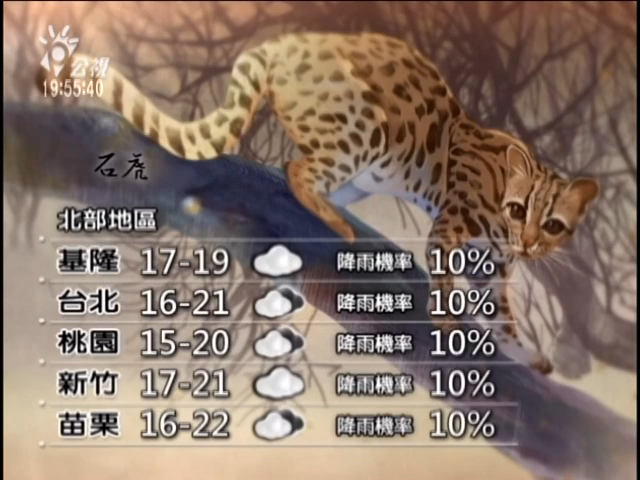 公視
19:55:40
石虎
北部地區
基隆 17-19 降雨機率 10%
台北 16-21 降雨機率 10%
桃園 15-20 降雨機率 10%
新竹 17-21 降雨機率 10%
苗栗 16-22 降雨機率 10%